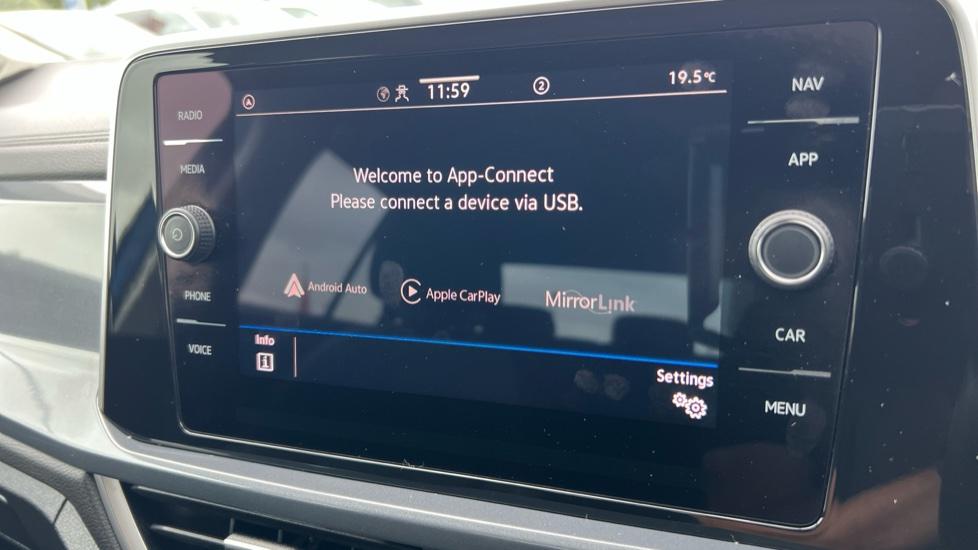 RADIO
MEDIA
PHONE
VOICE
11:59
2
19.5°C
Welcome to App-Connect
Please connect a device via USB.
Android Auto
Apple CarPlay
MirrorLink
Info
i
Settings
NAV
APP
CAR
MENU